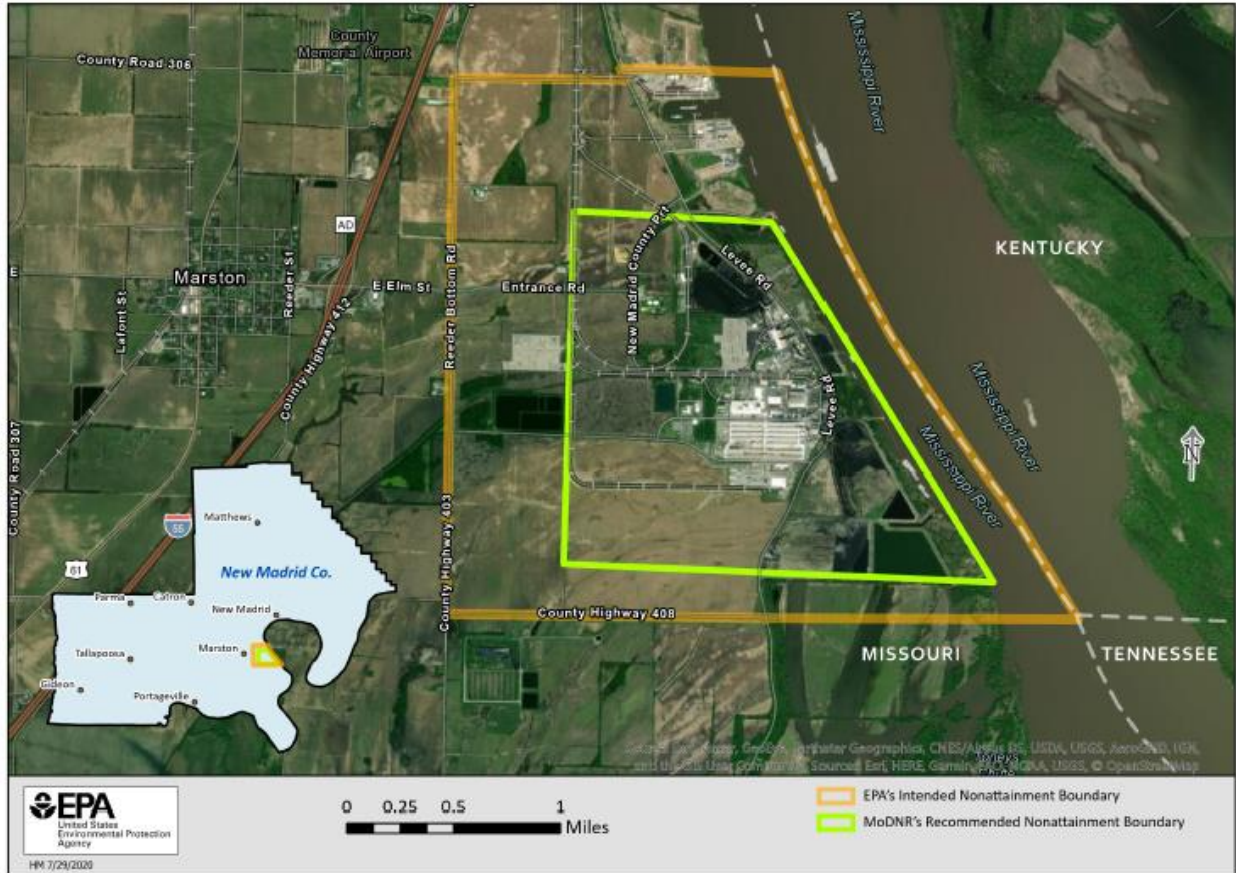 County
Memorial Airport
County Road 306
Mississippi River
AD
KENTUCKY
Marston
E
E Elm St
Entrance Rd
Reeder St
Lafont St
Reeder Bottom Rd
New Madrid County Prt
Levee Rd
County Highway 412
Levee Rd
Mississippi River
Mississippi River
County Road 307
County Highway 403
N
55
61
County Highway 408
MISSOURI
TENNESSEE
Matthews
New Madrid Co.
Parma
Catron
New Madrid
Marston
Tallapoosa
Gideon
Portageville
EPA
United States
Environmental Protection
Agency
HM 7/29/2020
0 0.25 0.5 1
Miles
EPA's Intended Nonattainment Boundary
MoDNR's Recommended Nonattainment Boundary